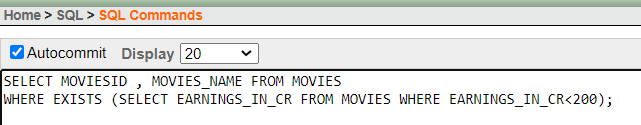 Home > SQL > SQL Commands
Autocommit Display 20
SELECT MOVIESID , MOVIES_NAME FROM MOVIES
WHERE EXISTS (SELECT EARNINGS_IN_CR FROM MOVIES WHERE EARNINGS_IN_CR<200);